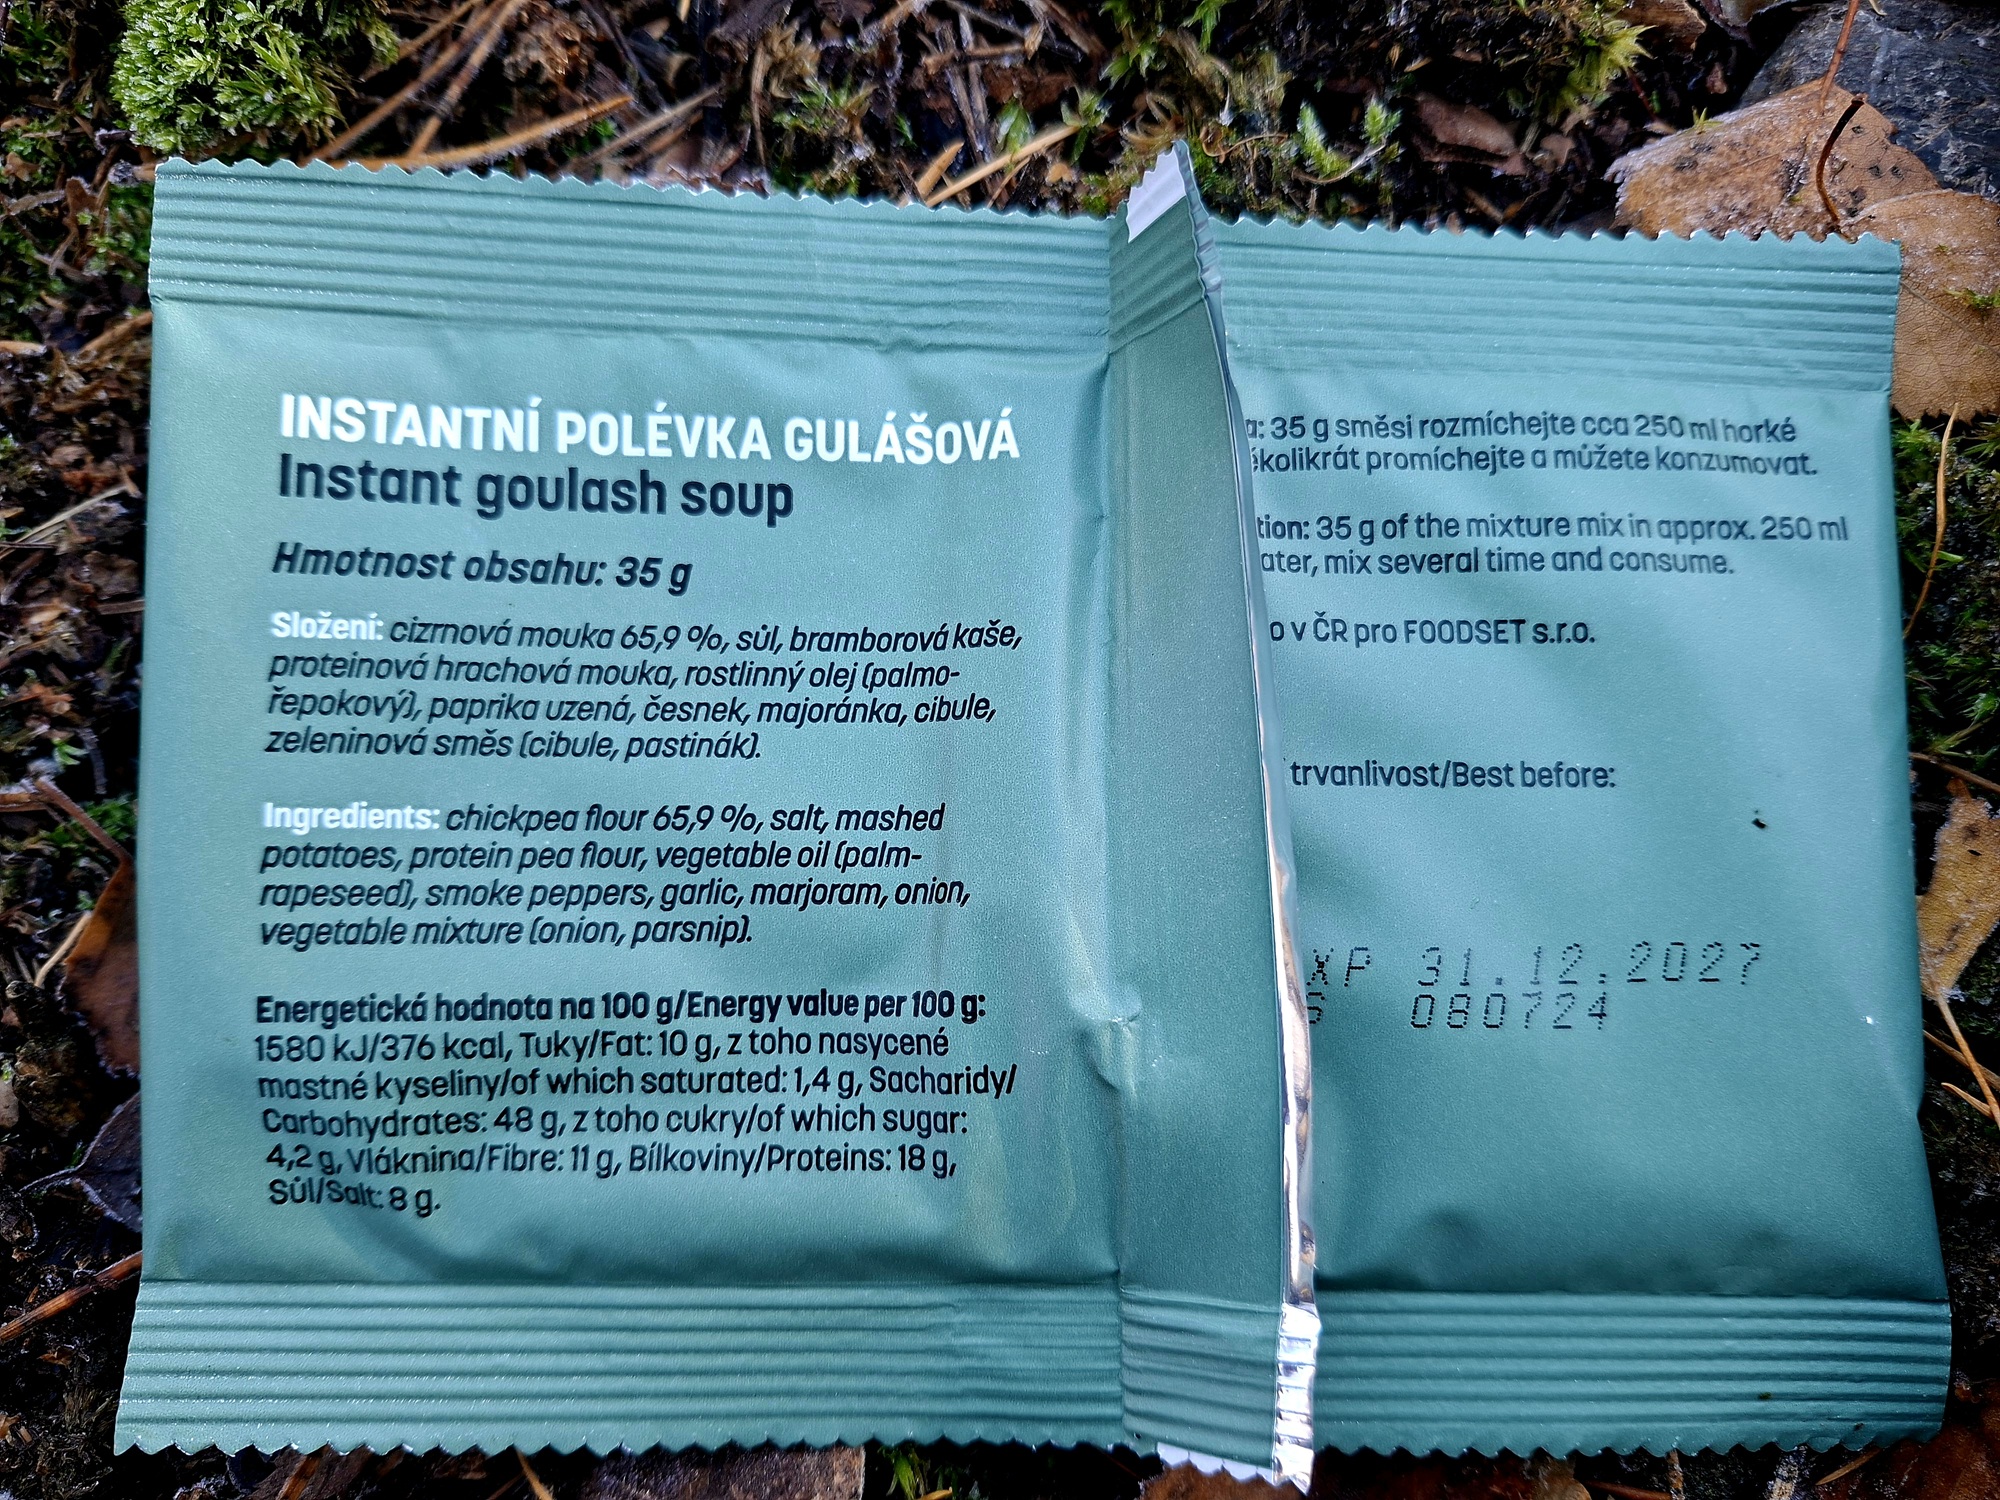 INSTANTNÍ POLÉVKA GULÁŠOVÁ
Instant goulash soup
Hmotnost obsahu: 35 g
Složení: cizrnová mouka 65,9 %, sůl, bramborová kaše,
proteinová hrachová mouka, rostlinný olej (palmo-
řepokový), paprika uzená, česnek, majoránka, cibule,
zeleninová směs (cibule, pastinák).
Ingredients: chickpea flour 65,9 %, salt, mashed
potatoes, protein pea flour, vegetable oil (palm-
rapeseed), smoke peppers, garlic, marjoram, onion,
vegetable mixture (onion, parsnip).
Energetická hodnota na 100 g/Energy value per 100 g:
1580 kJ/376 kcal, Tuky/Fat: 10 g, z toho nasycené
mastné kyseliny/of which saturated: 1,4 g, Sacharidy/
Carbohydrates: 48 g, z toho cukry/of which sugar:
4,2 g, Vláknina/Fibre: 11 g, Bílkoviny/Proteins: 18 g,
Sůl/Salt: 8 g.
35 g směsi rozmíchejte cca 250 ml horké
promíchejte a můžete konzumovat.
35 g of the mixture mix in approx. 250 ml
mix several time and consume.
v ČR pro FOODSET s.r.o.
trvanlivost/Best before:
XP 31.12.2027
080724